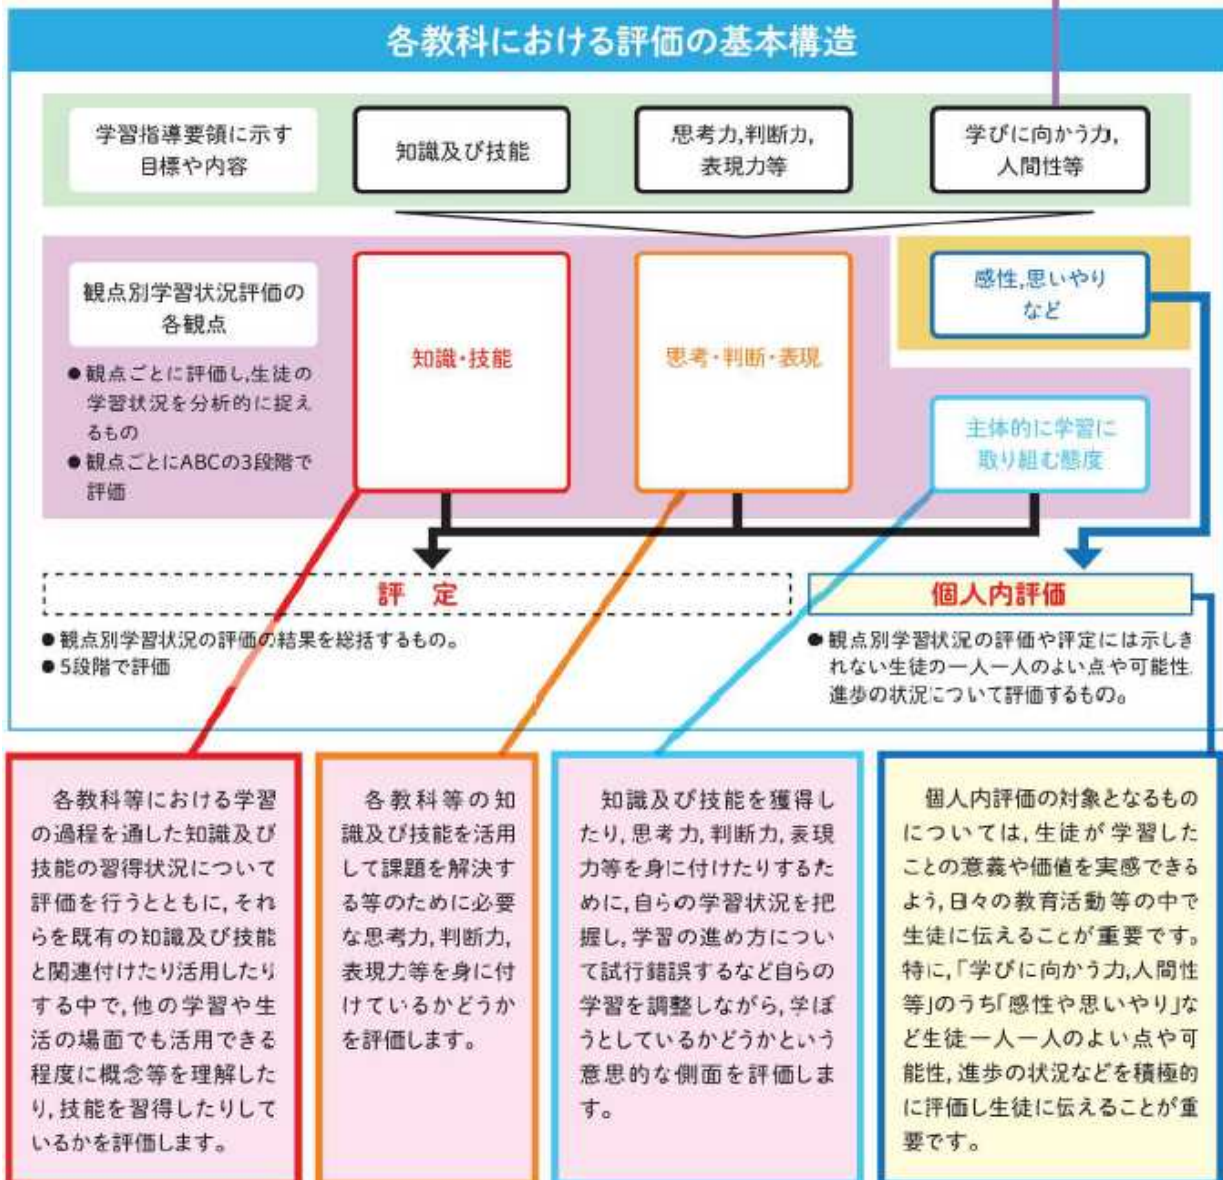 各教科における評価の基本構造
学習指導要領に示す
目標や内容
知識及び技能
思考力,判断力,
表現力等
学びに向かう力,
人間性等
観点別学習状況評価の
各観点
●観点ごとに評価し,生徒の
学習状況を分析的に捉え
るもの
●観点ごとにABCの3段階で
評価
知識・技能
思考・判断・表現
感性,思いやり
など
主体的に学習に
取り組む態度
評 定
●観点別学習状況の評価の結果を総括するもの。
●5段階で評価
個人内評価
●観点別学習状況の評価や評定には示しき
れない生徒の一人一人のよい点や可能性,
進歩の状況について評価するもの。
各教科等における学習
の過程を通した知識及び
技能の習得状況について
評価を行うとともに,それ
らを既有の知識及び技能
と関連付けたり活用したり
する中で,他の学習や生
活の場面でも活用できる
程度に概念等を理解した
り,技能を習得したりして
いるかを評価します。
各教科等の知
識及び技能を活用
して課題を解決す
る等のために必要
な思考力,判断力,
表現力等を身に付
けているかどうか
を評価します。
知識及び技能を獲得し
たり,思考力,判断力,表現
力等を身に付けたりするた
めに,自らの学習状況を把
握し,学習の進め方につい
て試行錯誤するなど自らの
学習を調整しながら,学ぼ
うとしているかどうかという
意思的な側面を評価しま
す。
個人内評価の対象となるもの
については,生徒が学習した
ことの意義や価値を実感できる
よう,日々の教育活動等の中で
生徒に伝えることが重要です。
特に,「学びに向かう力,人間性
等」のうち「感性や思いやり」な
ど生徒一人一人のよい点や可
能性,進歩の状況などを積極的
に評価し生徒に伝えることが重
要です。